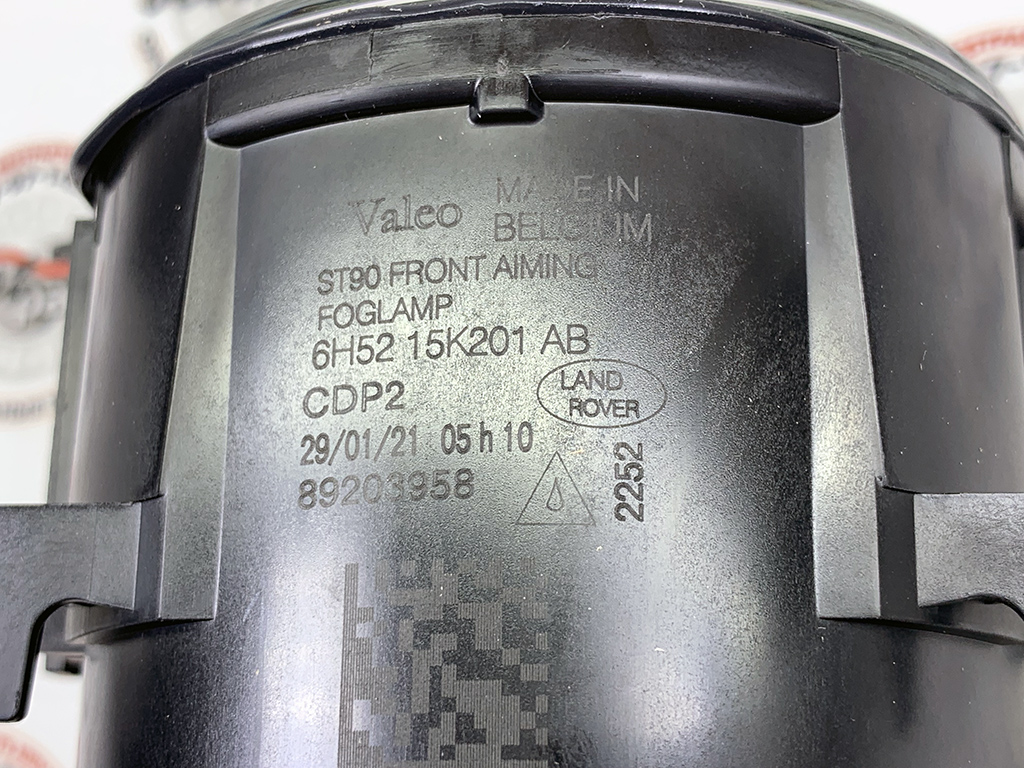 Valeo MADE IN
BELGIUM
ST90 FRONT AIMING
FOGLAMP
6H52 15K201 AB
CDP2
LAND
ROVER
29/01/21 05 h 10
89203958
2252